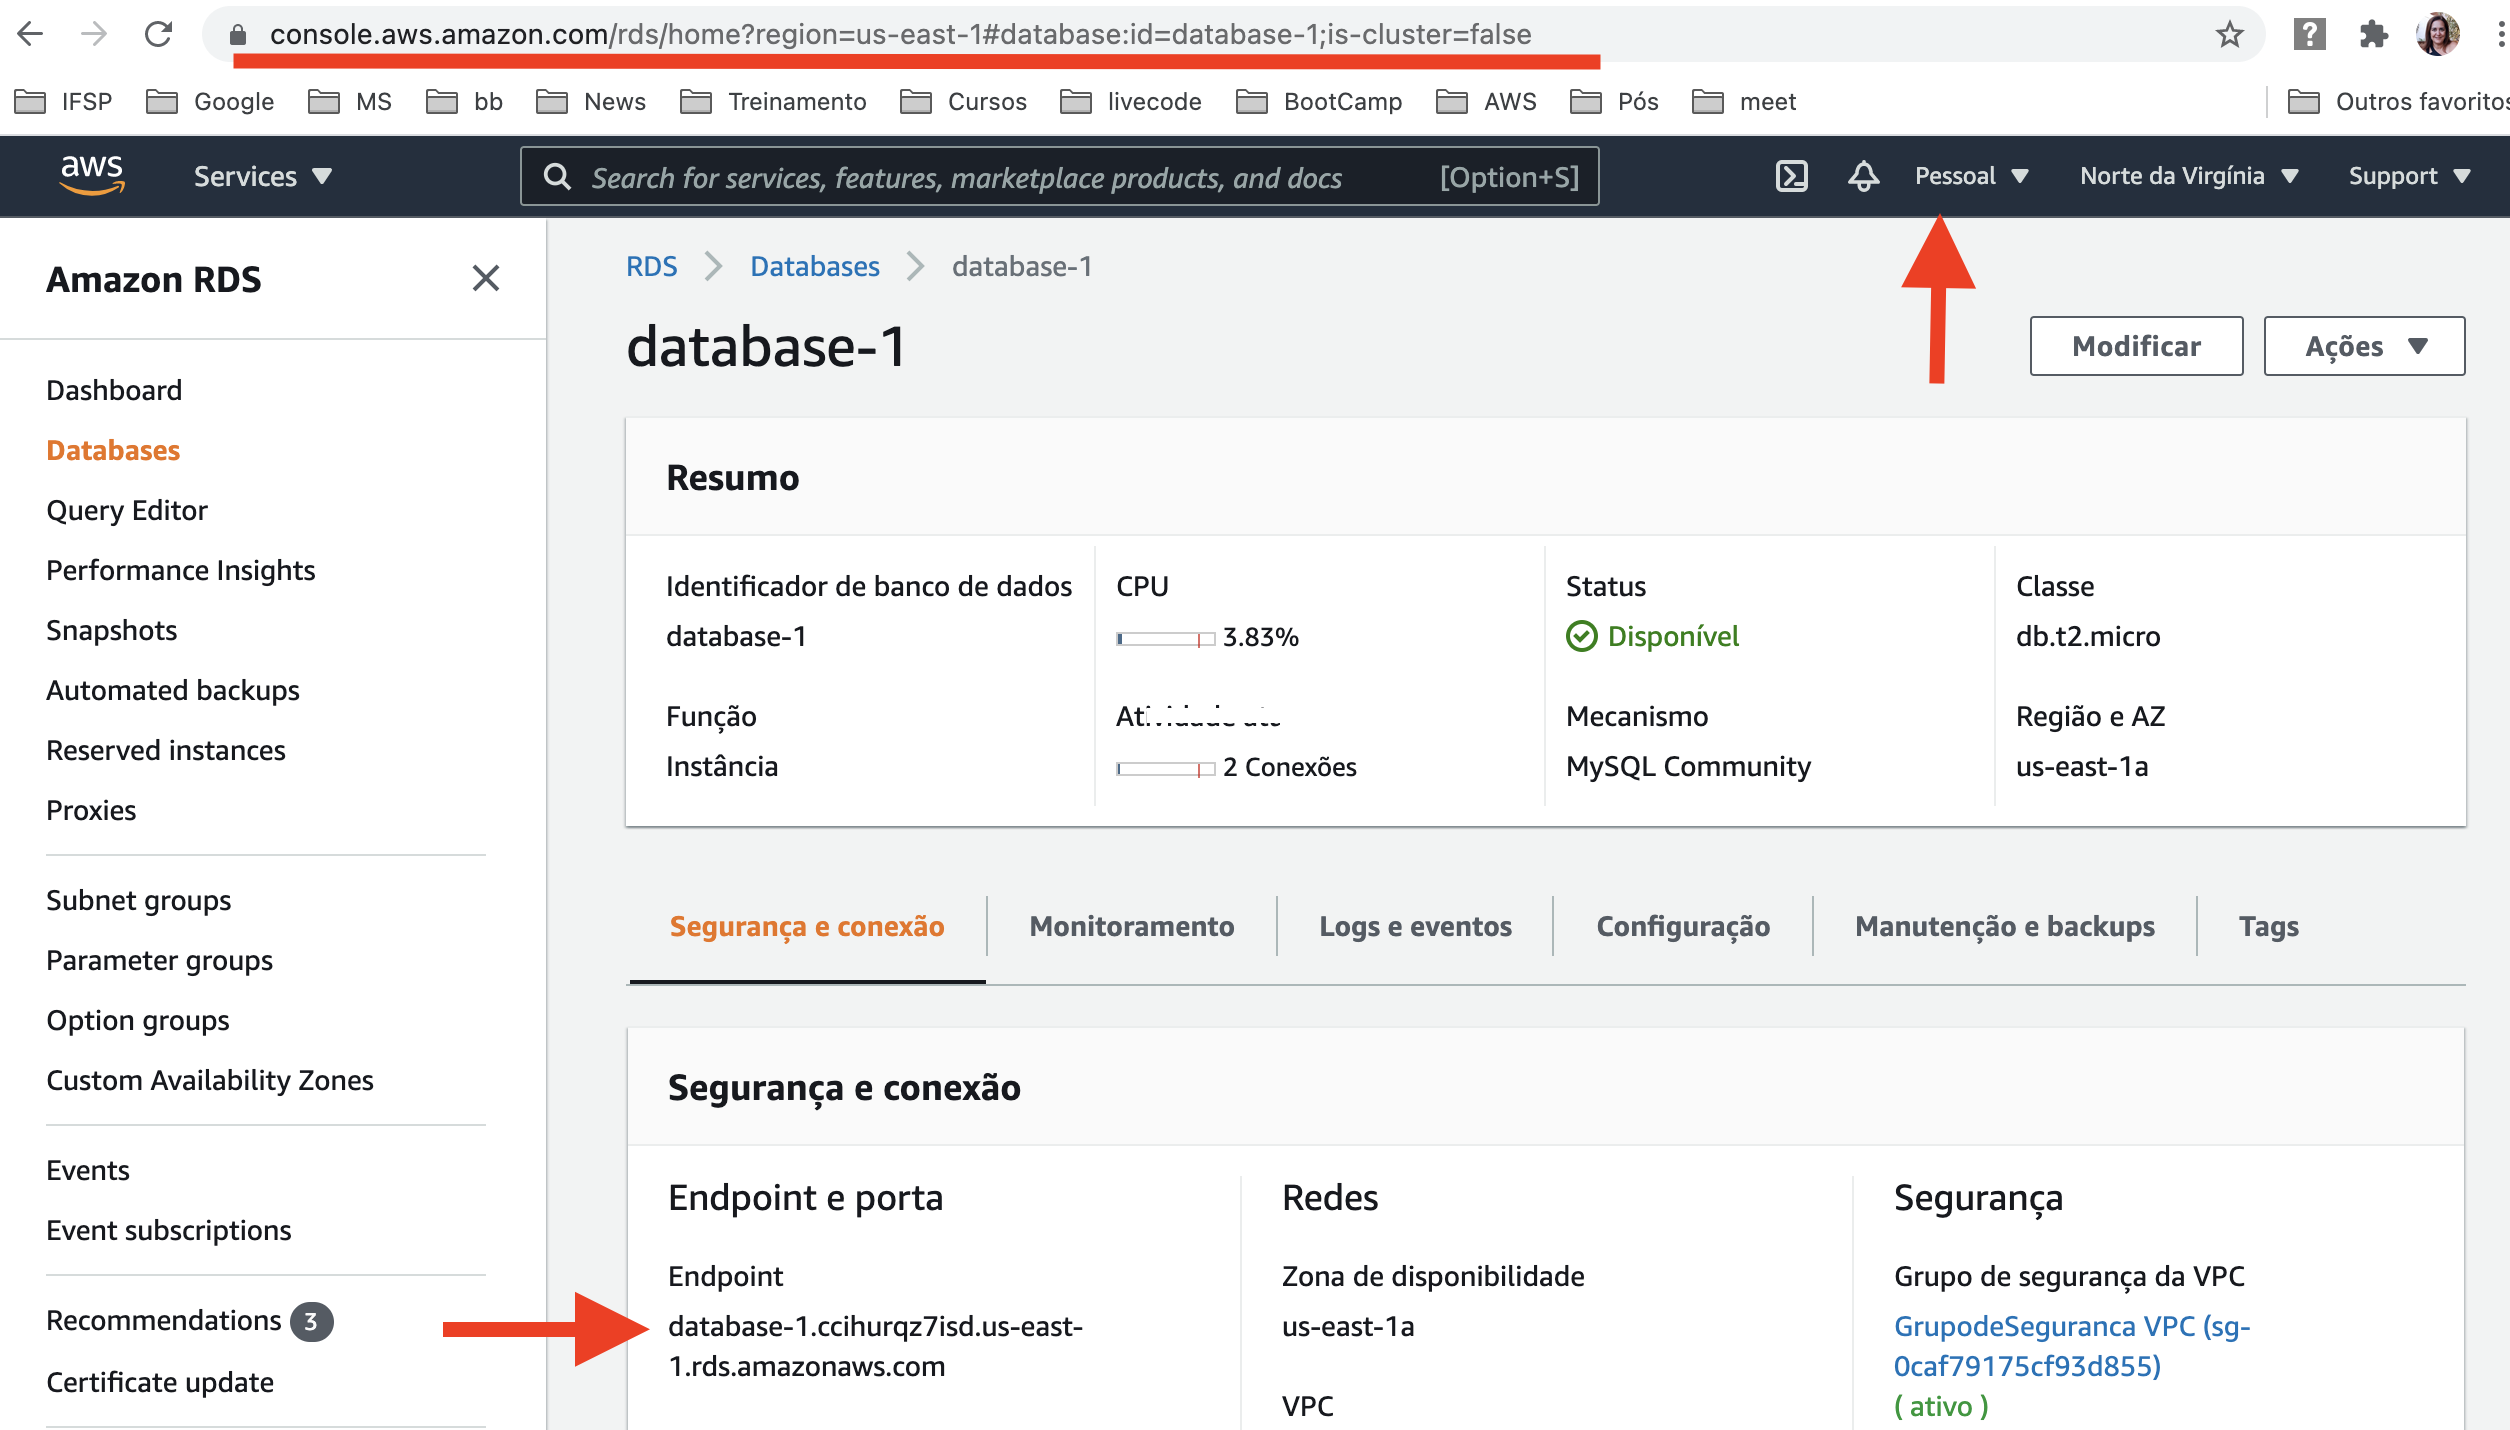 console.aws.amazon.com/rds/home?region=us-east-1#database:id=database-1;is-cluster=false
IFSP Google MS bb News Treinamento Cursos livecode BootCamp AWS Pós meet Outros favoritos
aws Services Search for services, features, marketplace products, and docs [Option+S] Pessoal Norte da Virgínia Support
Amazon RDS
Dashboard
Databases
Query Editor
Performance Insights
Snapshots
Automated backups
Reserved instances
Proxies
Subnet groups
Parameter groups
Option groups
Custom Availability Zones
Events
Event subscriptions
Recommendations 3
Certificate update
RDS Databases database-1
database-1
Modificar Ações
Resumo
Identificador de banco de dados
database-1
Função
Instância
CPU
3.83%
2 Conexões
Status
Disponível
Mecanismo
MySQL Community
Classe
db.t2.micro
Região e AZ
us-east-1a
Segurança e conexão Monitoramento Logs e eventos Configuração Manutenção e backups Tags
Segurança e conexão
Endpoint e porta
Endpoint
database-1.ccihurqz7isd.us-east-
1.rds.amazonaws.com
Redes
Zona de disponibilidade
us-east-1a
VPC
Segurança
Grupo de segurança da VPC
GrupodeSeguranca VPC (sg-
0caf79175cf93d855)
( ativo )